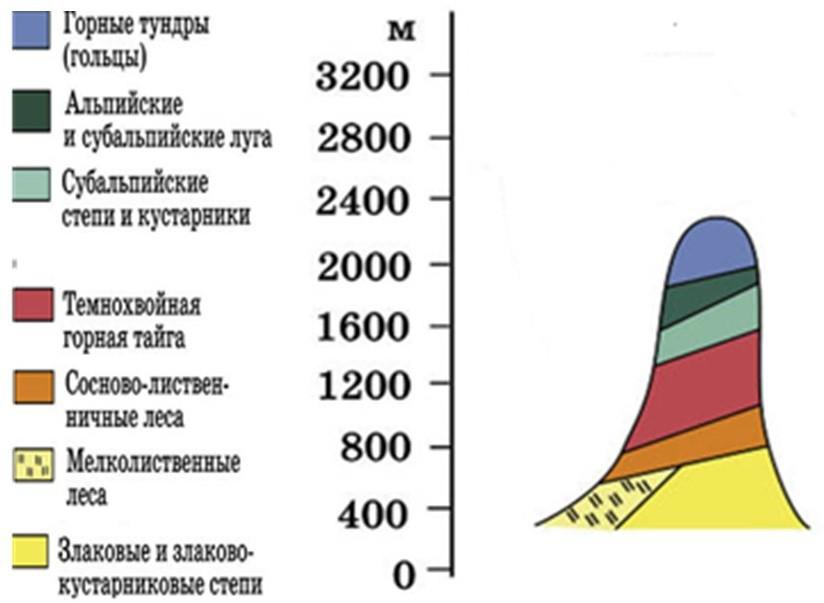 Горные тундры
(гольцы)
Альпийские
и субальпийские луга
Субальпийские
степи и кустарники
Темнохвойная
горная тайга
Сосново-листвен-
ничные леса
Мелколиственные
леса
Злаковые и злаково-
кустарниковые степи
м
3200
2800
2400
2000
1600
1200
800
400
0